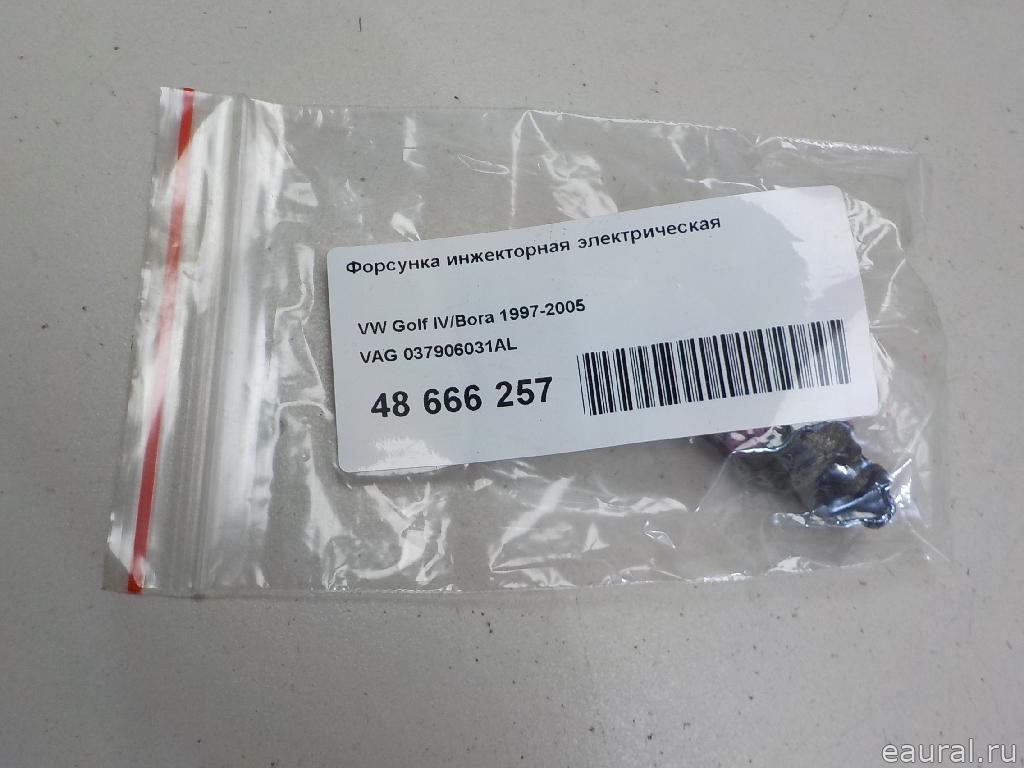 Форсунка инжекторная электрическая
VW Golf IV/Bora 1997-2005
VAG 037906031AL
48 666 257
eaural.ru